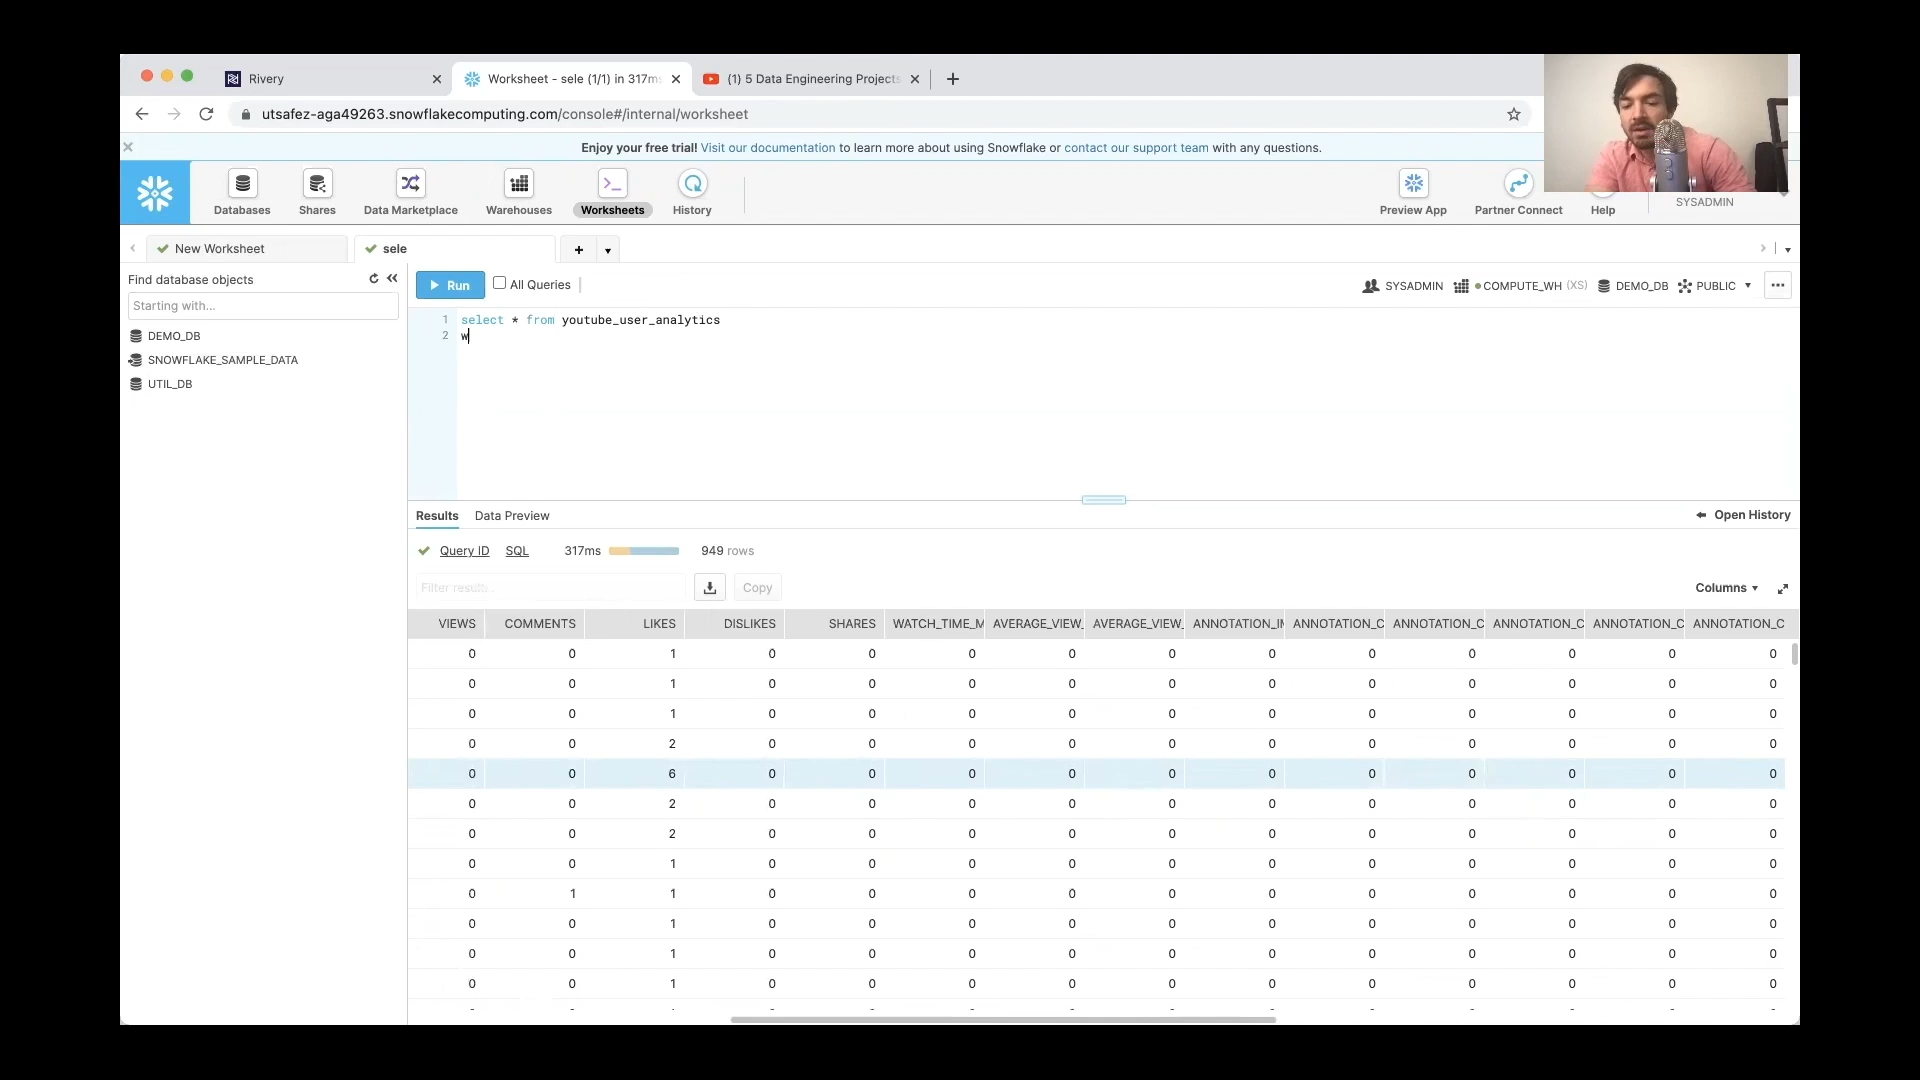 Rivery
Worksheet - sele (1/1) in 317ms
(1) 5 Data Engineering Projects
utsafez-aga49263.snowflakecomputing.com/console#/internal/worksheet
Enjoy your free trial! Visit our documentation to learn more about using Snowflake or contact our support team with any questions.
Databases
Shares
Data Marketplace
Warehouses
Worksheets
History
Preview App
Partner Connect
Help
SYSADMIN
New Worksheet
sele
Find database objects
Starting with...
DEMO_DB
SNOWFLAKE_SAMPLE_DATA
UTIL_DB
Run
All Queries
SYSADMIN
COMPUTE_WH (XS)
DEMO_DB
PUBLIC
1 select * from youtube_user_analytics
2 w
Results
Data Preview
Open History
Query ID SQL 317ms 949 rows
Filter result...
Copy
Columns
VIEWS COMMENTS LIKES DISLIKES SHARES WATCH_TIME_M AVERAGE_VIEW_ AVERAGE_VIEW_ ANNOTATION_IM ANNOTATION_C ANNOTATION_C ANNOTATION_C ANNOTATION_C ANNOTATION_C
0 0 1 0 0 0 0 0 0 0 0 0 0 0
0 0 1 0 0 0 0 0 0 0 0 0 0 0
0 0 1 0 0 0 0 0 0 0 0 0 0 0
0 0 2 0 0 0 0 0 0 0 0 0 0 0
0 0 6 0 0 0 0 0 0 0 0 0 0 0
0 0 2 0 0 0 0 0 0 0 0 0 0 0
0 0 2 0 0 0 0 0 0 0 0 0 0 0
0 0 1 0 0 0 0 0 0 0 0 0 0 0
0 1 1 0 0 0 0 0 0 0 0 0 0 0
0 0 1 0 0 0 0 0 0 0 0 0 0 0
0 0 1 0 0 0 0 0 0 0 0 0 0 0
0 0 1 0 0 0 0 0 0 0 0 0 0 0